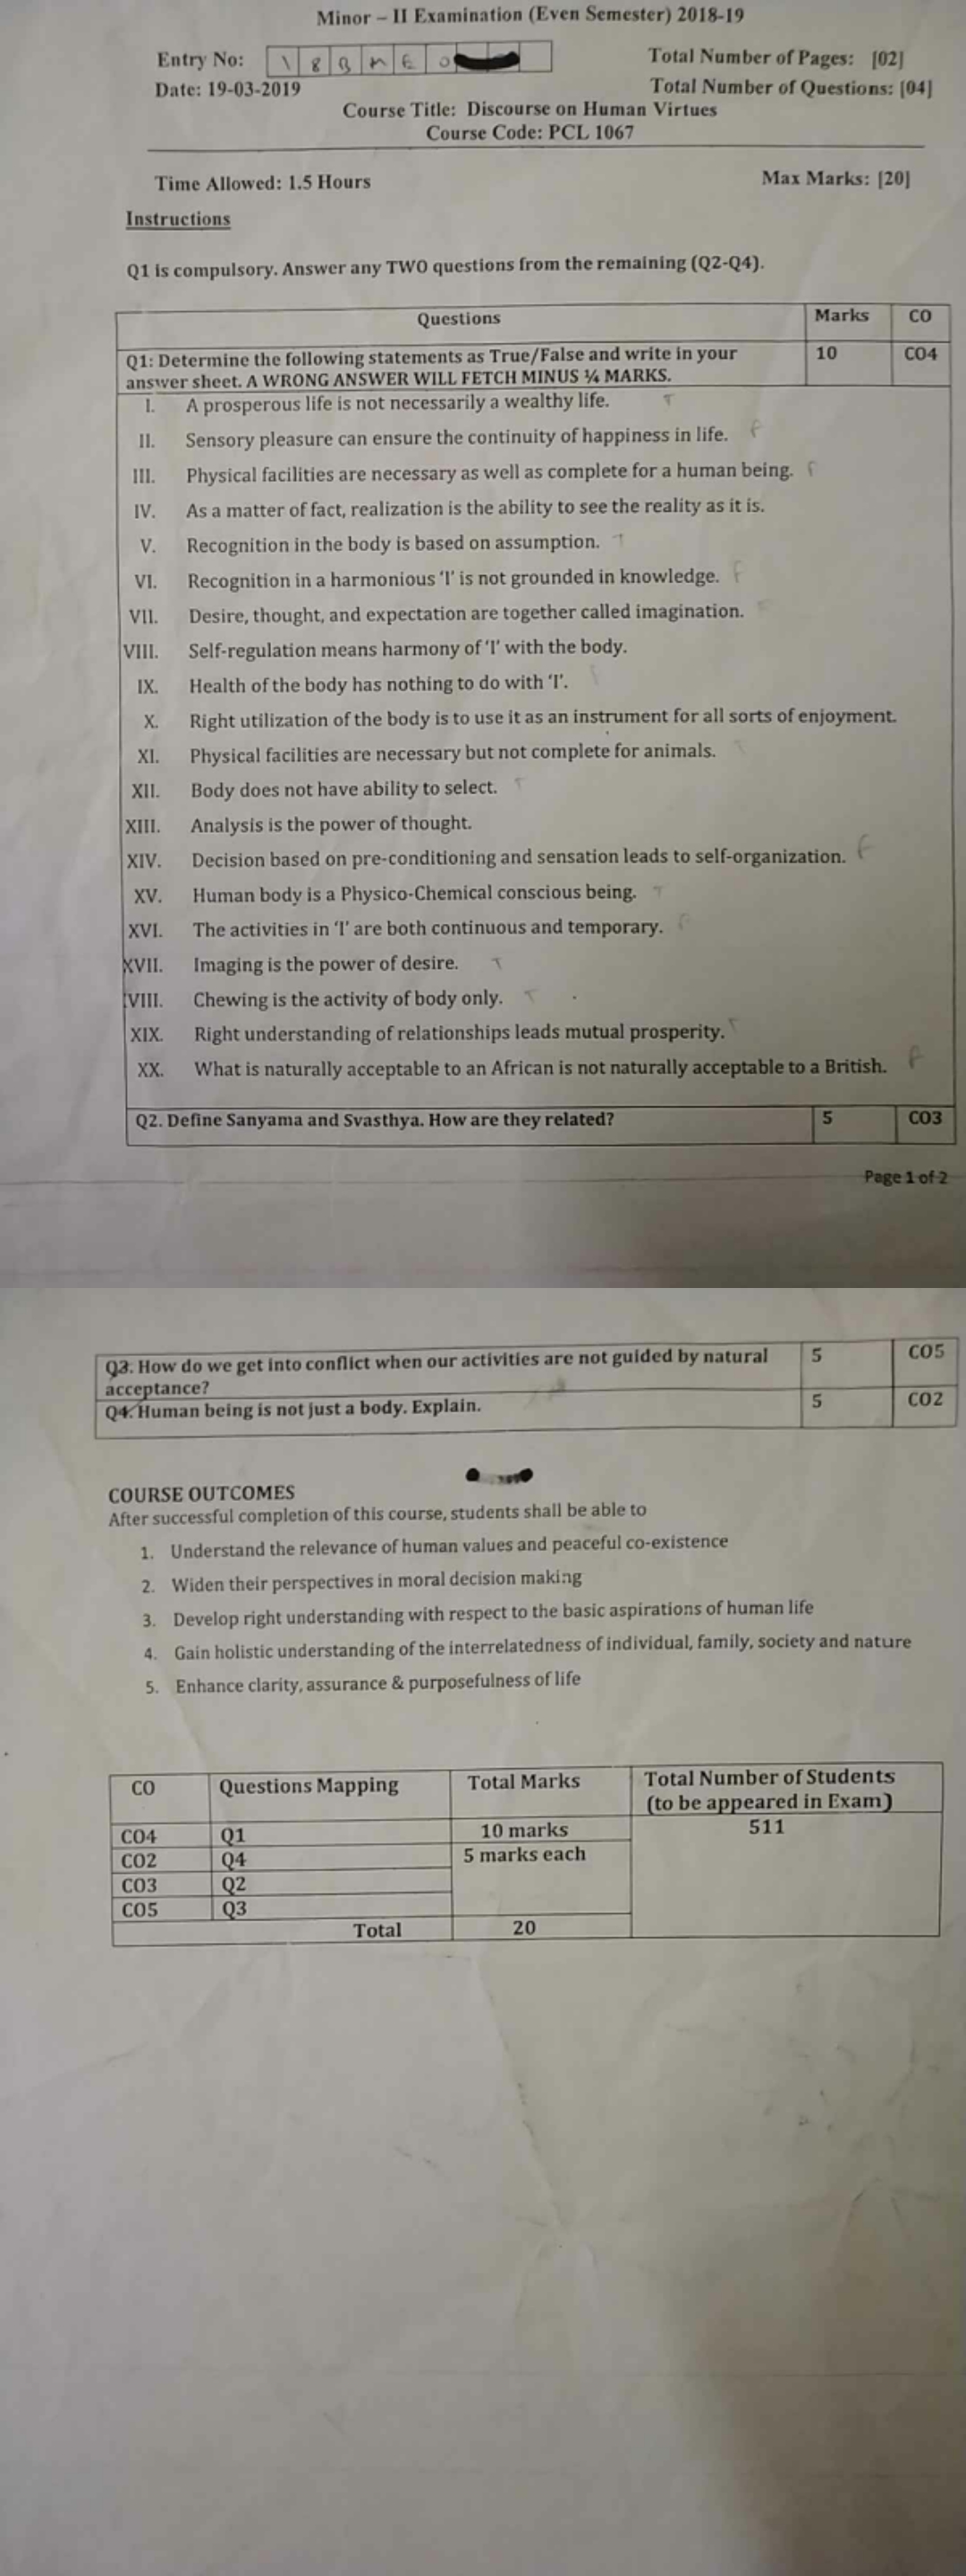 Minor – II Examination (Even Semester) 2018-19
Entry No: 1 8 B M E 0
Total Number of Pages: [02]
Date: 19-03-2019
Total Number of Questions: [04]
Course Title: Discourse on Human Virtues
Course Code: PCL 1067
Time Allowed: 1.5 Hours
Max Marks: [20]
Instructions
Q1 is compulsory. Answer any TWO questions from the remaining (Q2-Q4).
Questions Marks CO
Q1: Determine the following statements as True/False and write in your 10 CO4
answer sheet. A WRONG ANSWER WILL FETCH MINUS ¼ MARKS.
I. A prosperous life is not necessarily a wealthy life. T
II. Sensory pleasure can ensure the continuity of happiness in life. F
III. Physical facilities are necessary as well as complete for a human being. F
IV. As a matter of fact, realization is the ability to see the reality as it is.
V. Recognition in the body is based on assumption. T
VI. Recognition in a harmonious 'I' is not grounded in knowledge. F
VII. Desire, thought, and expectation are together called imagination.
VIII. Self-regulation means harmony of 'I' with the body.
IX. Health of the body has nothing to do with 'I'.
X. Right utilization of the body is to use it as an instrument for all sorts of enjoyment.
XI. Physical facilities are necessary but not complete for animals.
XII. Body does not have ability to select. T
XIII. Analysis is the power of thought.
XIV. Decision based on pre-conditioning and sensation leads to self-organization. F
XV. Human body is a Physico-Chemical conscious being. T
XVI. The activities in 'I' are both continuous and temporary. F
XVII. Imaging is the power of desire. T
VIII. Chewing is the activity of body only. T
XIX. Right understanding of relationships leads mutual prosperity. T
XX. What is naturally acceptable to an African is not naturally acceptable to a British. F
Q2. Define Sanyama and Svasthya. How are they related? 5 CO3
Page 1 of 2
Q3. How do we get into conflict when our activities are not guided by natural 5 CO5
acceptance?
Q4. Human being is not just a body. Explain. 5 CO2
COURSE OUTCOMES
After successful completion of this course, students shall be able to
1. Understand the relevance of human values and peaceful co-existence
2. Widen their perspectives in moral decision making
3. Develop right understanding with respect to the basic aspirations of human life
4. Gain holistic understanding of the interrelatedness of individual, family, society and nature
5. Enhance clarity, assurance & purposefulness of life
CO Questions Mapping Total Marks Total Number of Students
(to be appeared in Exam)
CO4 Q1 10 marks 511
CO2 Q4 5 marks each
CO3 Q2
CO5 Q3
Total 20